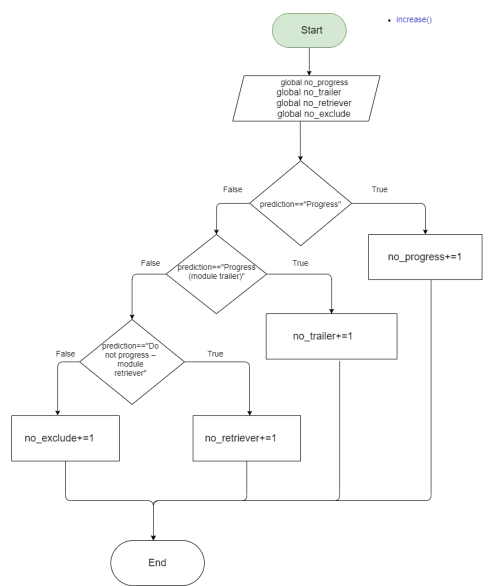 Start
increase()
global no_progress
global no_trailer
global no_retriever
global no_exclude
False
True
prediction=="Progress"
no_progress+=1
False
True
prediction=="Progress
(module trailer)"
no_trailer+=1
False
True
prediction=="Do
not progress –
module
retriever"
no_exclude+=1
no_retriever+=1
End